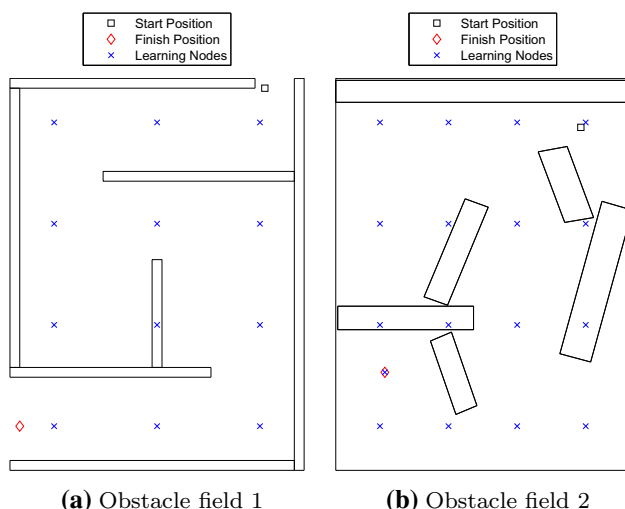 Start Position
Finish Position
Learning Nodes
Start Position
Finish Position
Learning Nodes
(a) Obstacle field 1
(b) Obstacle field 2